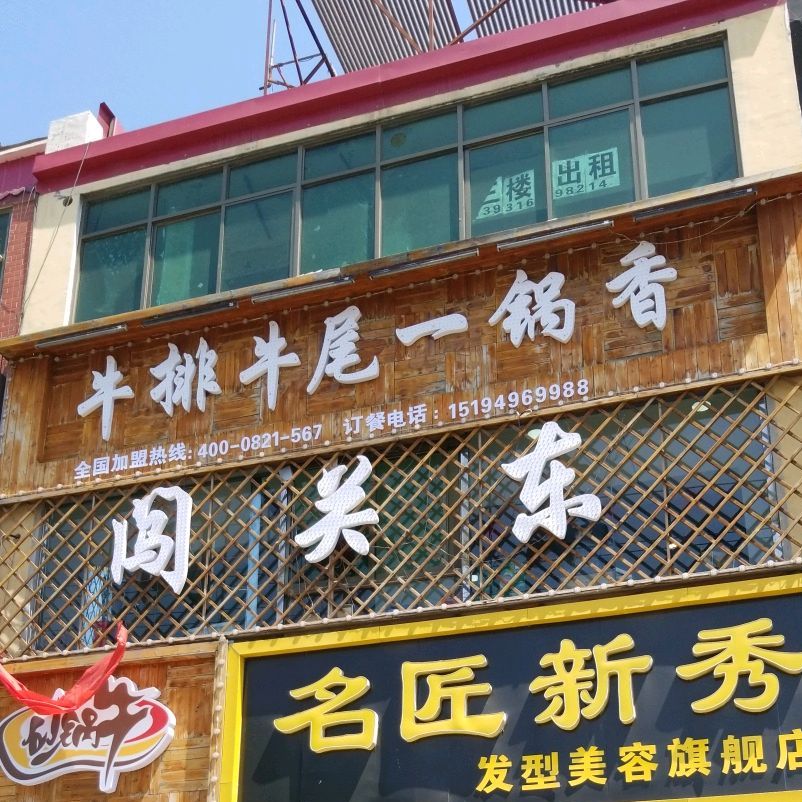 三楼出租
39316 98214
牛排牛尾一锅香
全国加盟热线:400-0821-567 订餐电话:15194969988
闯关东
名匠新秀
发型美容旗舰店